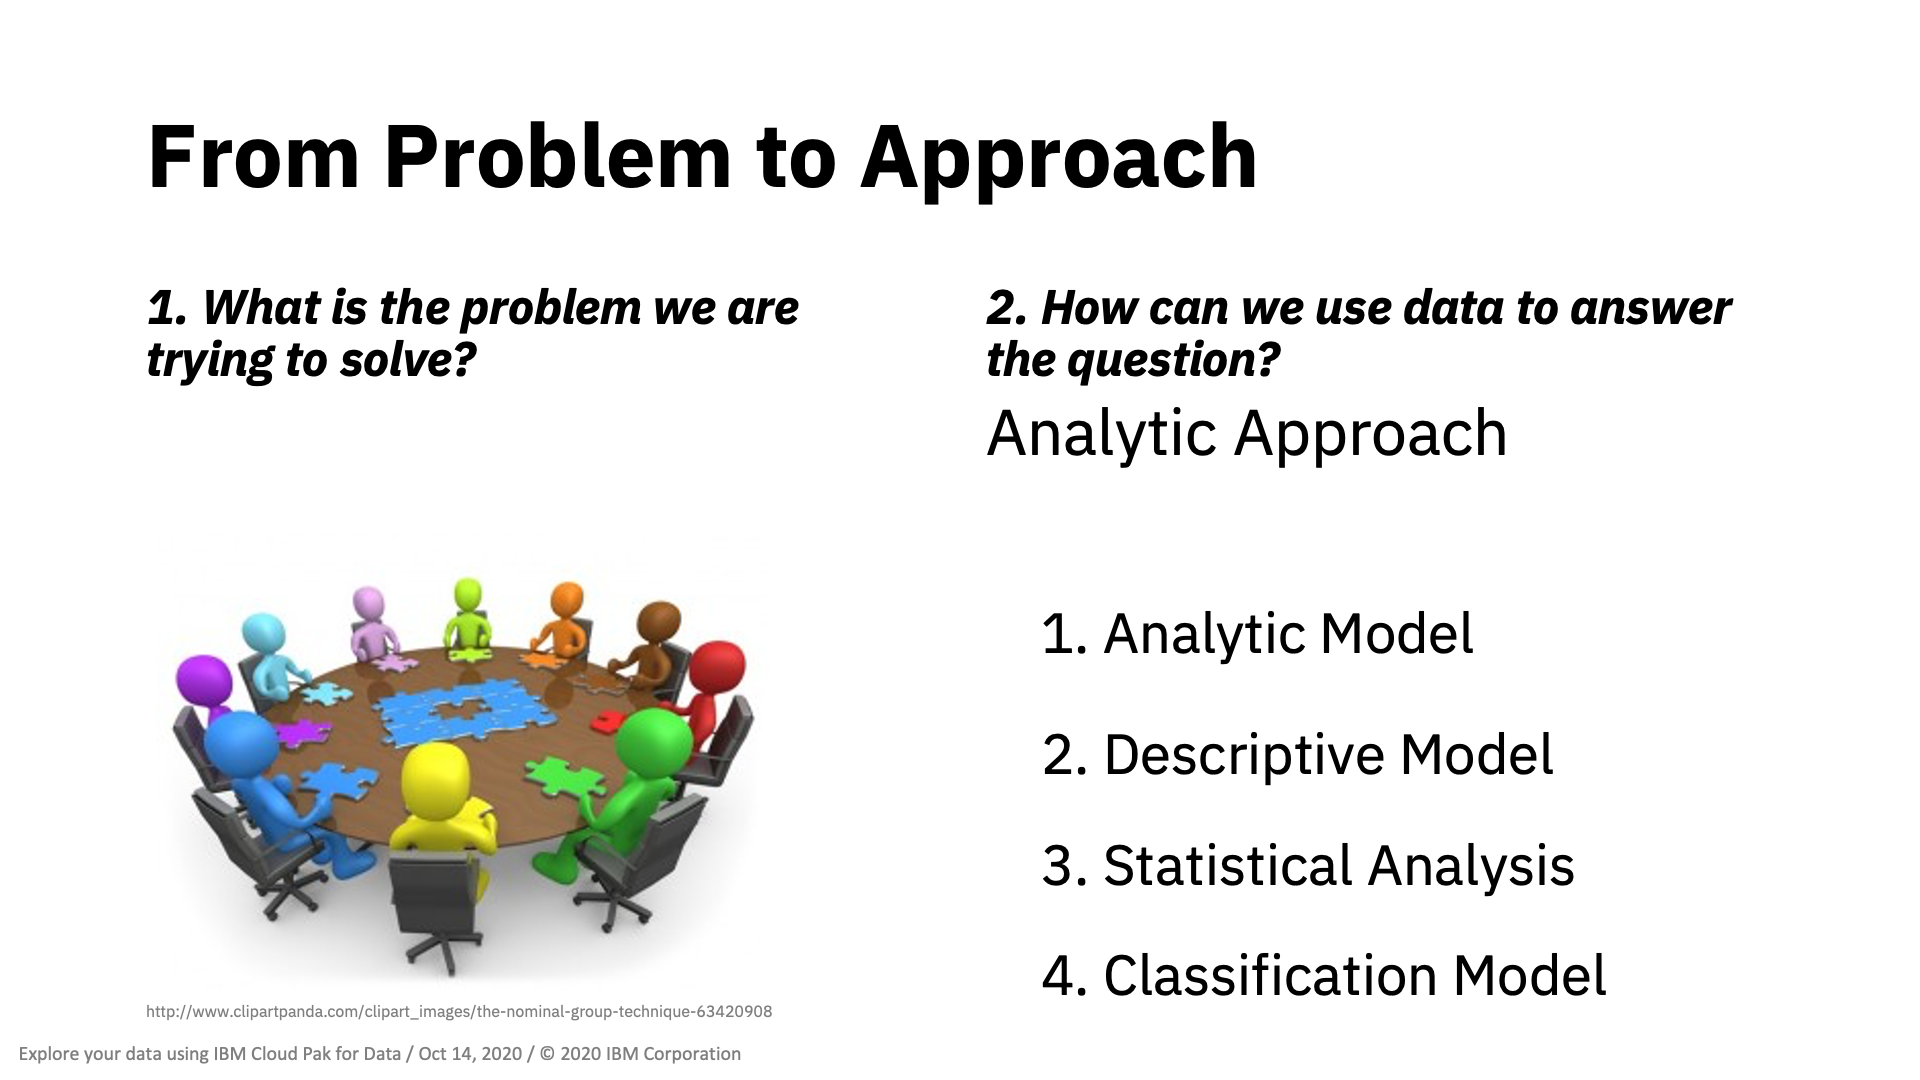 From Problem to Approach
1. What is the problem we are
trying to solve?
2. How can we use data to answer
the question?
Analytic Approach
1. Analytic Model
2. Descriptive Model
3. Statistical Analysis
4. Classification Model
http://www.clipartpanda.com/clipart_images/the-nominal-group-technique-63420908
Explore your data using IBM Cloud Pak for Data / Oct 14, 2020 / © 2020 IBM Corporation